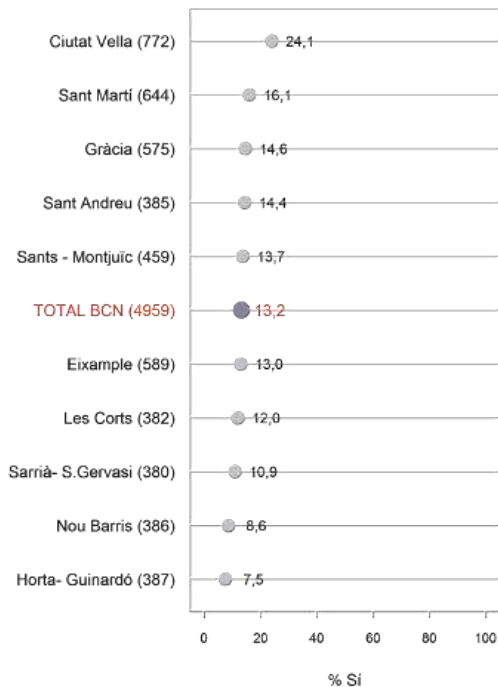 Ciutat Vella (772) 24,1
Sant Martí (644) 16,1
Gràcia (575) 14,6
Sant Andreu (385) 14,4
Sants - Montjuïc (459) 13,7
TOTAL BCN (4959) 13,2
Eixample (589) 13,0
Les Corts (382) 12,0
Sarrià- S.Gervasi (380) 10,9
Nou Barris (386) 8,6
Horta- Guinardó (387) 7,5
0 20 40 60 80 100
% Sí